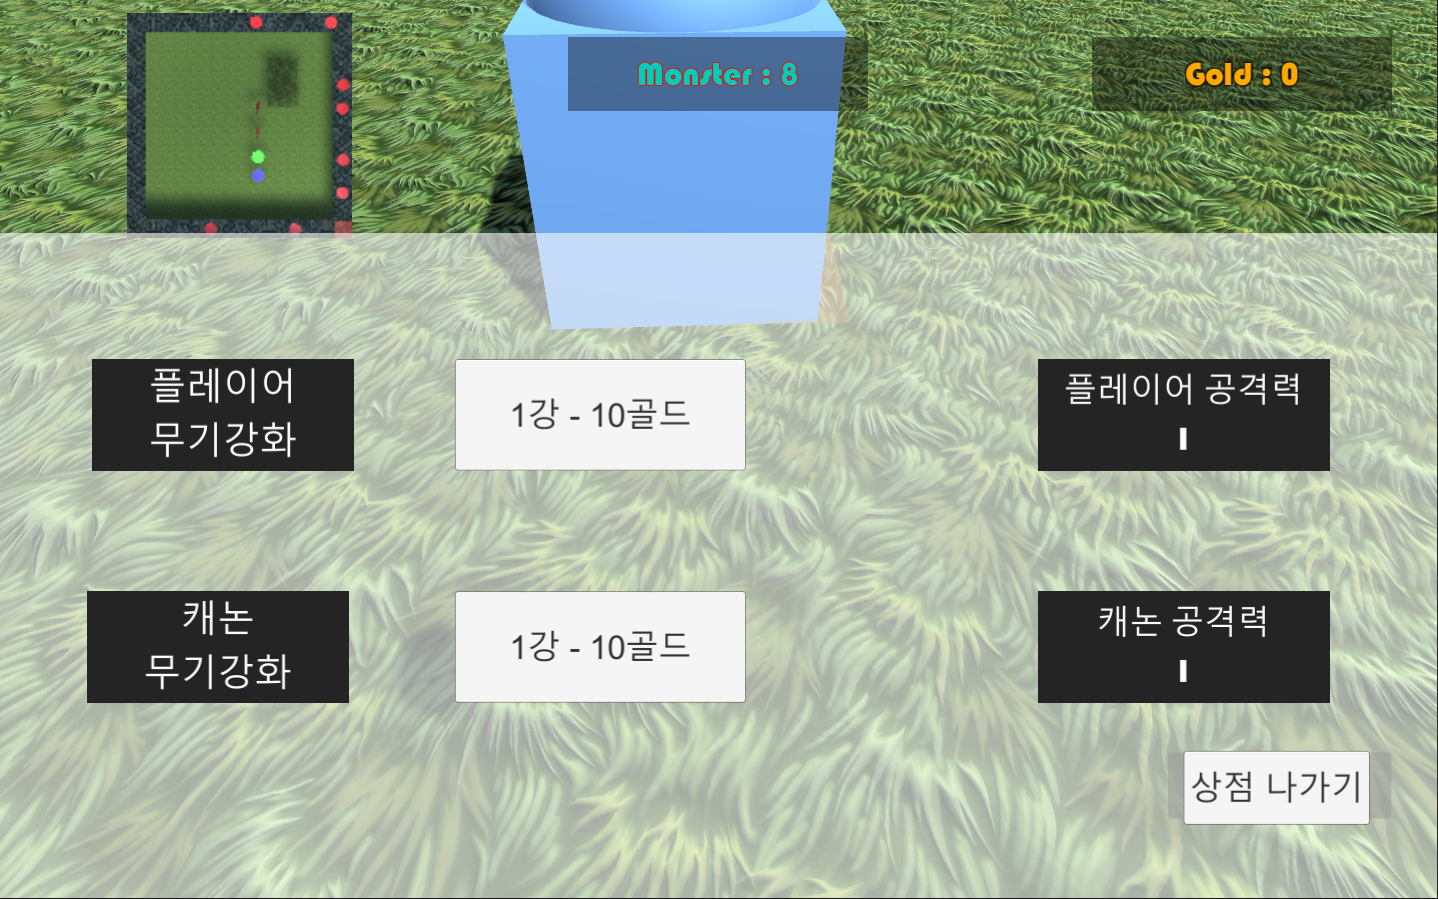 Monster : 8
Gold : 0
플레이어
무기강화
1강 - 10골드
플레이어 공격력
1
캐논
무기강화
1강 - 10골드
캐논 공격력
1
상점 나가기